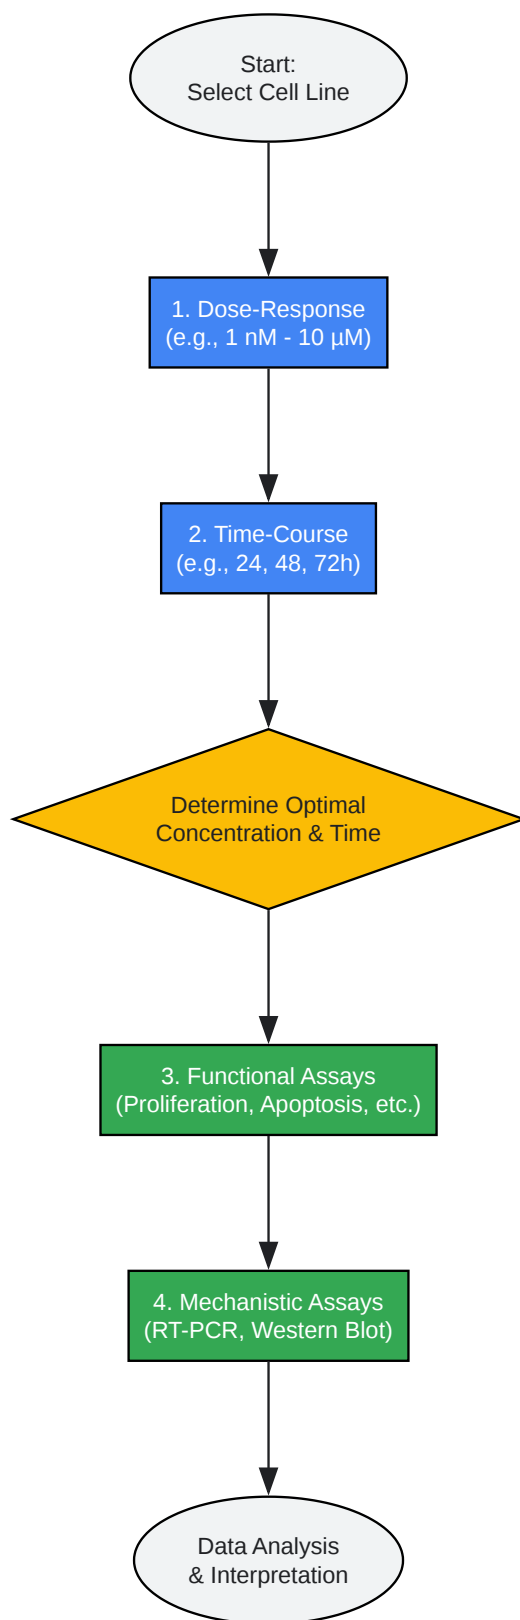 Start:
Select Cell Line
1. Dose-Response
(e.g., 1 nM - 10 µM)
2. Time-Course
(e.g., 24, 48, 72h)
Determine Optimal
Concentration & Time
3. Functional Assays
(Proliferation, Apoptosis, etc.)
4. Mechanistic Assays
(RT-PCR, Western Blot)
Data Analysis
& Interpretation